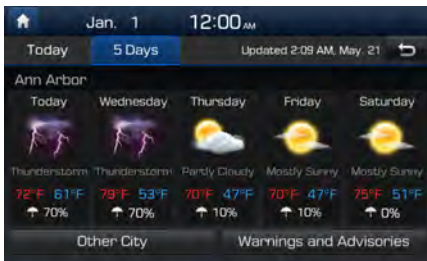 Jan. 1 12:00 AM
Today 5 Days Updated 2:09 AM, May. 21
Ann Arbor
Today Wednesday Thursday Friday Saturday
Thunderstorm Thunderstorm Partly Cloudy Mostly Sunny Mostly Sunny
72°F 61°F 79°F 53°F 70°F 47°F 70°F 47°F 75°F 51°F
70% 70% 10% 10% 0%
Other City Warnings and Advisories